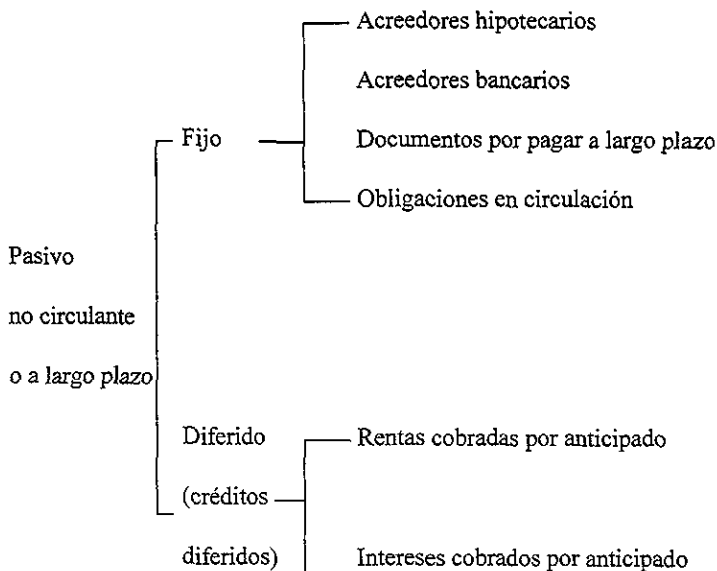 Acreedores hipotecarios
Acreedores bancarios
Fijo
Documentos por pagar a largo plazo
Obligaciones en circulación
Pasivo
no circulante
o a largo plazo
Diferido
Rentas cobradas por anticipado
(créditos
diferidos)
Intereses cobrados por anticipado